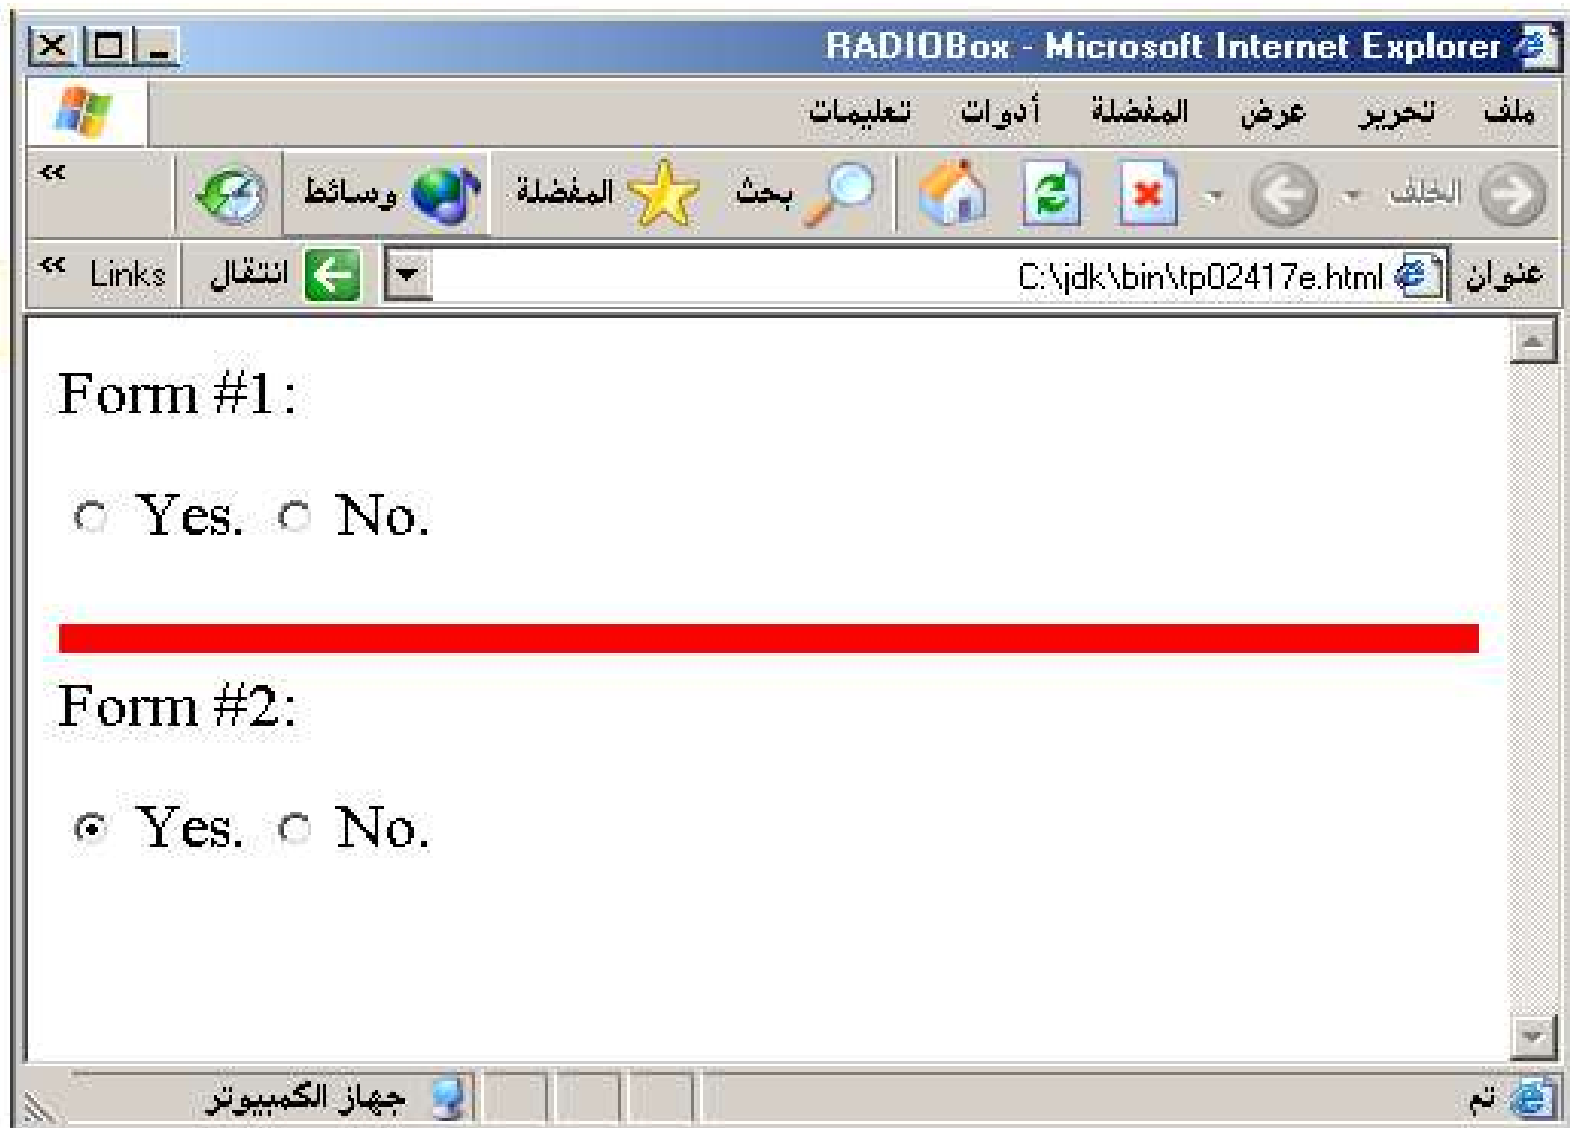 RADIOBox - Microsoft Internet Explorer
ملف تحرير عرض المفضلة أدوات تعليمات
الخلف بحث المفضلة وسائط »
عنوان C:\jdk\bin\tp02417e.html انتقال Links »
Form #1:
Yes. No.
Form #2:
Yes. No.
تم جهاز الكمبيوتر